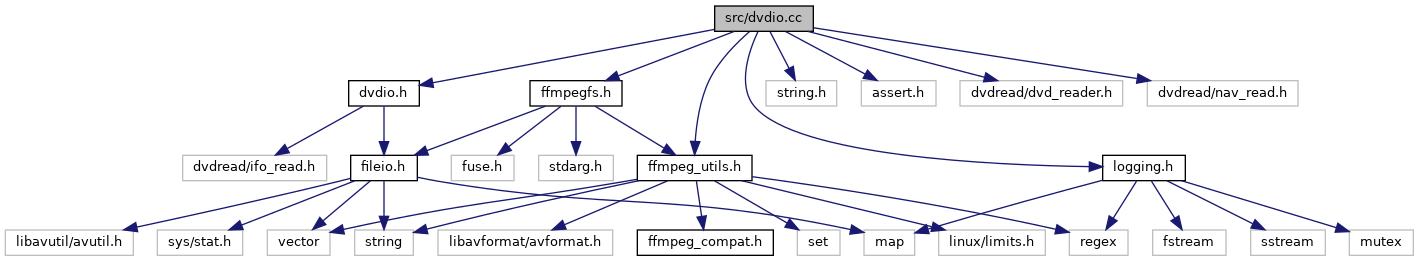 src/dvdio.cc
dvdio.h
ffmpegfs.h
string.h
assert.h
dvdread/dvd_reader.h
dvdread/nav_read.h
dvdread/ifo_read.h
fileio.h
fuse.h
stdarg.h
ffmpeg_utils.h
logging.h
libavutil/avutil.h
sys/stat.h
vector
string
libavformat/avformat.h
ffmpeg_compat.h
set
map
linux/limits.h
regex
fstream
sstream
mutex